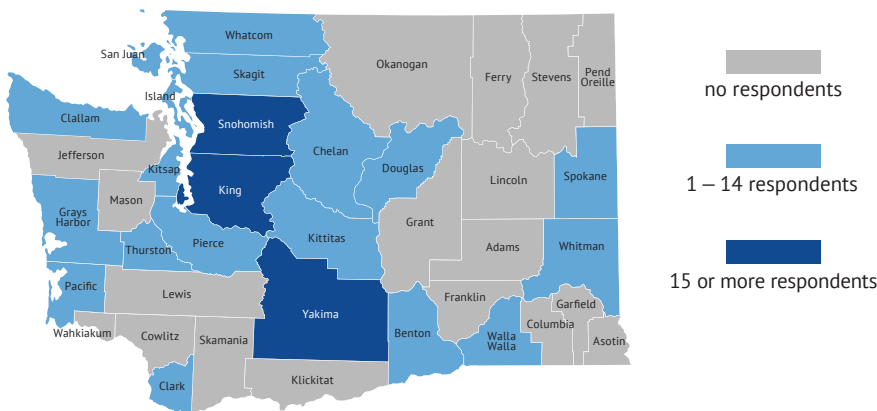 Whatcom
San Juan
Okanogan
Ferry
Stevens
Pend
Oreille
Skagit
Island
Clallam
Snohomish
Jefferson
Chelan
Douglas
Kitsap
King
Lincoln
Spokane
Mason
Grays
Harbor
Grant
Thurston
Pierce
Kittitas
Adams
Whitman
Pacific
Lewis
Franklin
Garfield
Yakima
Columbia
Wahkiakum
Cowlitz
Skamania
Benton
Walla
Walla
Asotin
Clark
Klickitat
no respondents
1 – 14 respondents
15 or more respondents